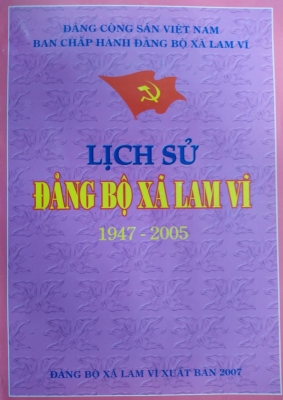 ĐẢNG CỘNG SẢN VIỆT NAM
BAN CHẤP HÀNH ĐẢNG BỘ XÃ LAM VĨ
LỊCH SỬ
ĐẢNG BỘ XÃ LAM VĨ
1947 - 2005
ĐẢNG BỘ XÃ LAM VĨ XUẤT BẢN 2007